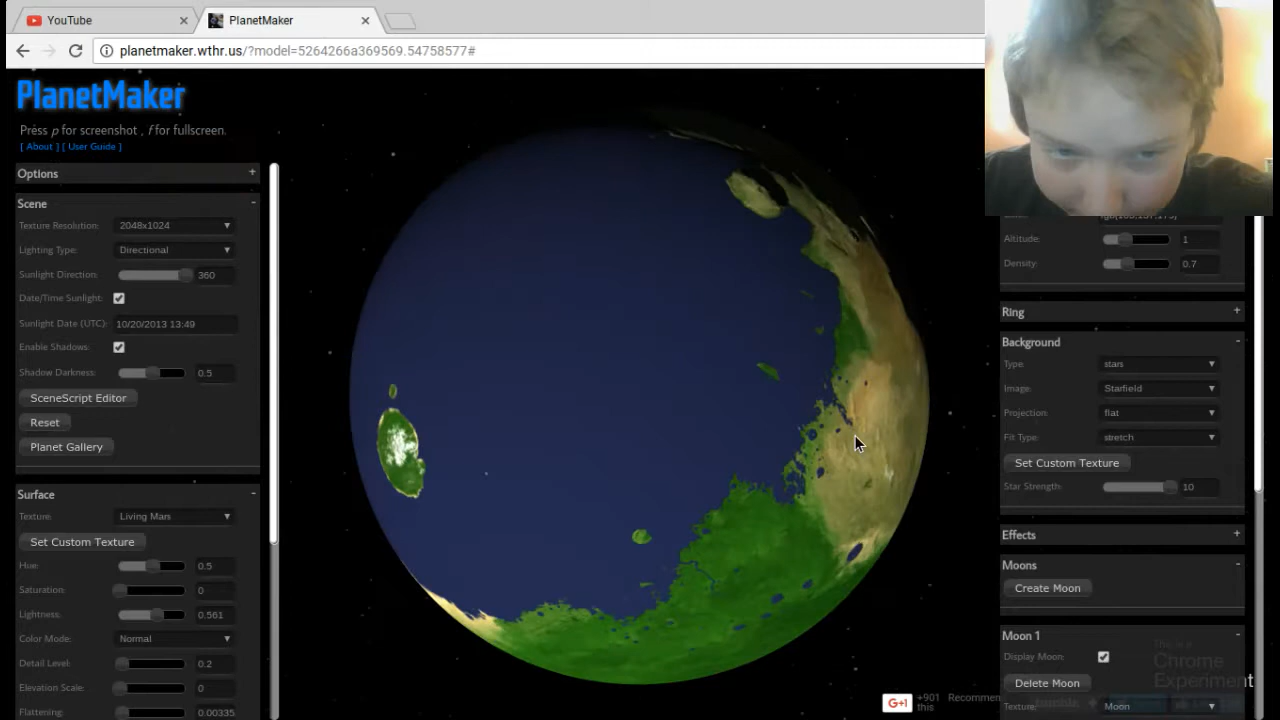 YouTube
PlanetMaker
planetmaker.wthr.us/?model=5264266a369569.54758577#
PlanetMaker
Press p for screenshot , f for fullscreen.
[ About ] [ User Guide ]
Options +
Scene -
Texture Resolution: 2048x1024
Lighting Type: Directional
Sunlight Direction: 360
Date/Time Sunlight:
Sunlight Date (UTC): 10/20/2013 13:49
Enable Shadows:
Shadow Darkness: 0.5
SceneScript Editor
Reset
Planet Gallery
Surface -
Texture: Living Mars
Set Custom Texture
Hue: 0.5
Saturation: 0
Lightness: 0.561
Color Mode: Normal
Detail Level: 0.2
Elevation Scale: 0
Flattening: 0.00335
Altitude: 1
Density: 0.7
Ring +
Background -
Type: stars
Image: Starfield
Projection: flat
Fit Type: stretch
Set Custom Texture
Star Strength: 10
Effects +
Moons -
Create Moon
Moon 1 -
Display Moon:
Delete Moon
Texture: Moon
This is a
Chrome
Experiment
G+1 +901 Recommen
this